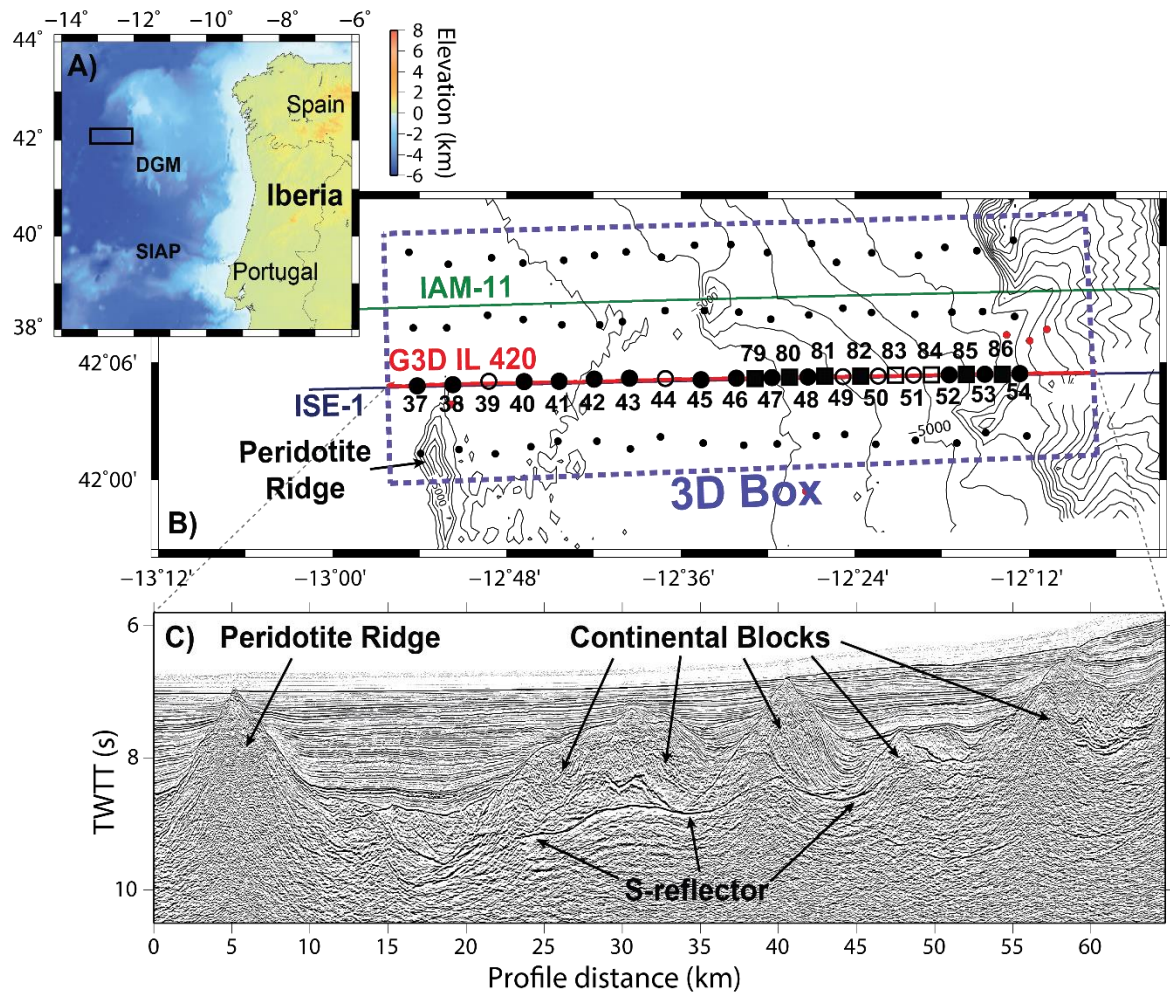 −14° −12° −10° −8° −6°
44°
42°
40°
38°
A)
Spain
DGM
Iberia
SIAP
Portugal
8
6
4
2
0
-2
-4
-6
Elevation (km)
IAM-11
−5000
G3D IL 420
79 80 81 82 83 84 85 86
42°06′
ISE-1
37 38 39 40 41 42 43 44 45 46 47 48 49 50 51 52 53 54
−5000
Peridotite
Ridge
5000
3D Box
42°00′
B)
−13°12′ −13°00′ −12°48′ −12°36′ −12°24′ −12°12′
C) Peridotite Ridge Continental Blocks
S-reflector
6
8
10
TWTT (s)
0 5 10 15 20 25 30 35 40 45 50 55 60
Profile distance (km)